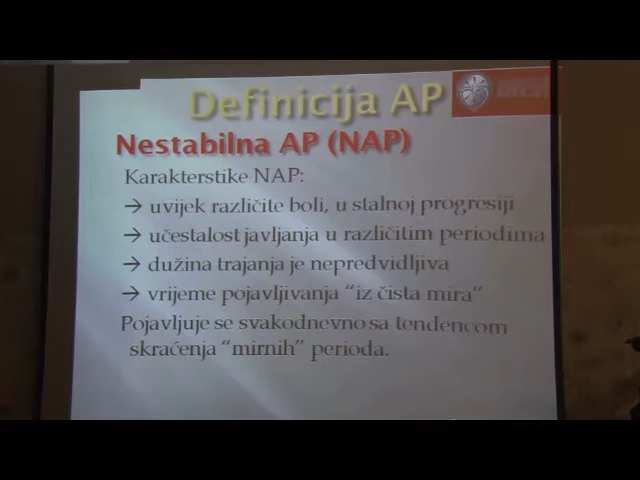 Definicija AP
Nestabilna AP (NAP)
Karakterstike NAP:
→ uvijek različite boli, u stalnoj progresiji
→ učestalost javljanja u različitim periodima
→ dužina trajanja je nepredvidljiva
→ vrijeme pojavljivanja “iz čista mira”
Pojavljuje se svakodnevno sa tendencom
skraćenja “mirnih” perioda.